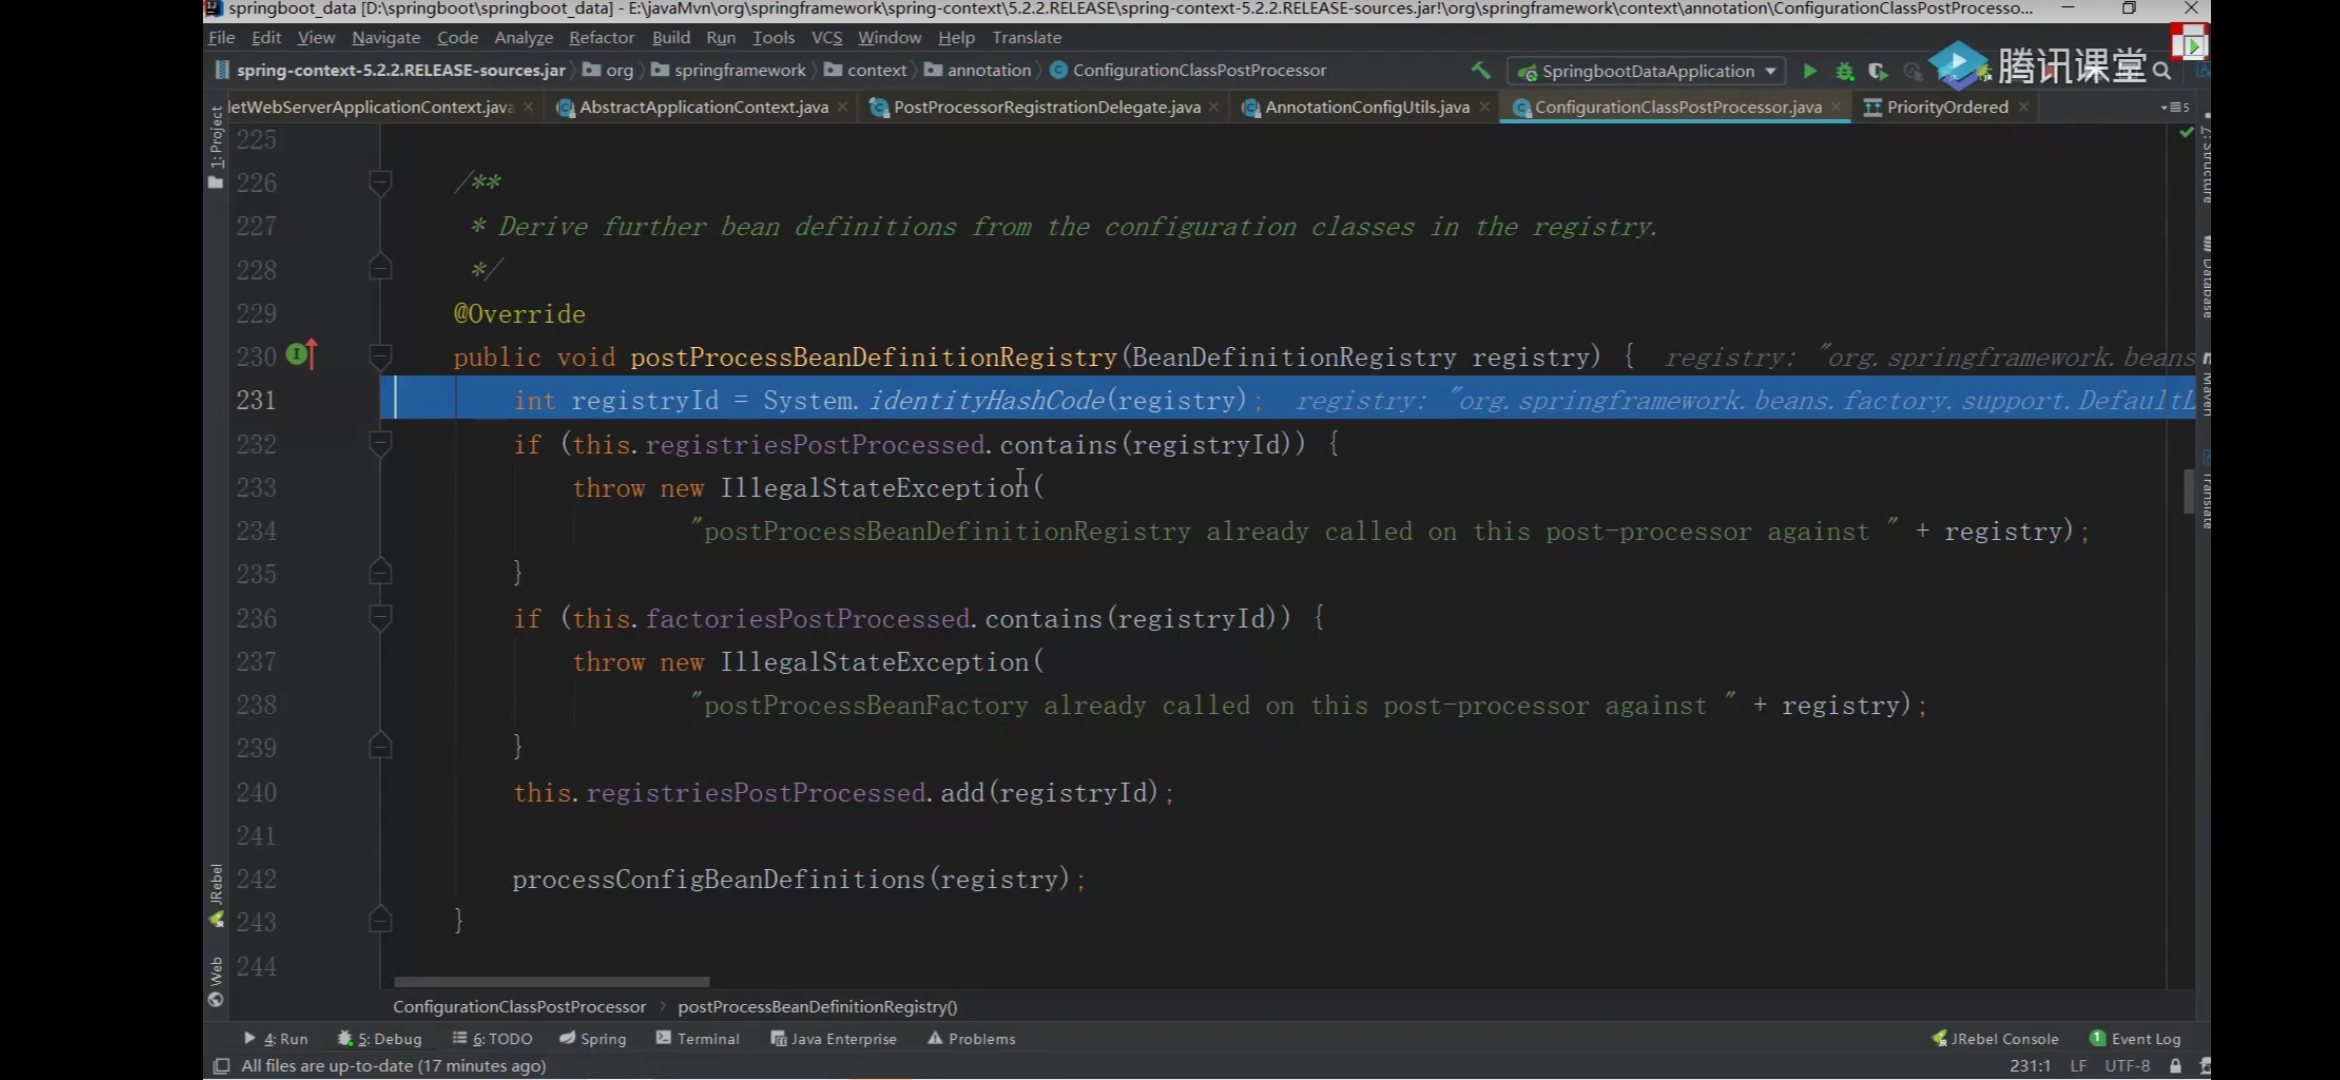 springboot_data [D:\springboot\springboot_data] - E:\javaMvn\org\springframework\spring-context\5.2.2.RELEASE\spring-context-5.2.2.RELEASE-sources.jar!\org\springframework\context\annotation\ConfigurationClassPostProcesso...
File Edit View Navigate Code Analyze Refactor Build Run Tools VCS Window Help Translate
spring-context-5.2.2.RELEASE-sources.jar org springframework context annotation ConfigurationClassPostProcessor SpringbootDataApplication 腾讯课堂
letWebServerApplicationContext.java AbstractApplicationContext.java PostProcessorRegistrationDelegate.java AnnotationConfigUtils.java ConfigurationClassPostProcessor.java PriorityOrdered 5
1: Project
225
226 /**
227 * Derive further bean definitions from the configuration classes in the registry.
228 */
229 @Override
230 public void postProcessBeanDefinitionRegistry(BeanDefinitionRegistry registry) { registry: "org.springframework.beans
231 int registryId = System.identityHashCode(registry); registry: "org.springframework.beans.factory.support.DefaultL
232 if (this.registriesPostProcessed.contains(registryId)) {
233 throw new IllegalStateException(
234 "postProcessBeanDefinitionRegistry already called on this post-processor against " + registry);
235 }
236 if (this.factoriesPostProcessed.contains(registryId)) {
237 throw new IllegalStateException(
238 "postProcessBeanFactory already called on this post-processor against " + registry);
239 }
240 this.registriesPostProcessed.add(registryId);
241
242 processConfigBeanDefinitions(registry);
243 }
244
Database
Maven
Translate
JRebel
Web
ConfigurationClassPostProcessor › postProcessBeanDefinitionRegistry()
4: Run 5: Debug 6: TODO Spring Terminal Java Enterprise Problems JRebel Console 1 Event Log
All files are up-to-date (17 minutes ago) 231:1 LF UTF-8